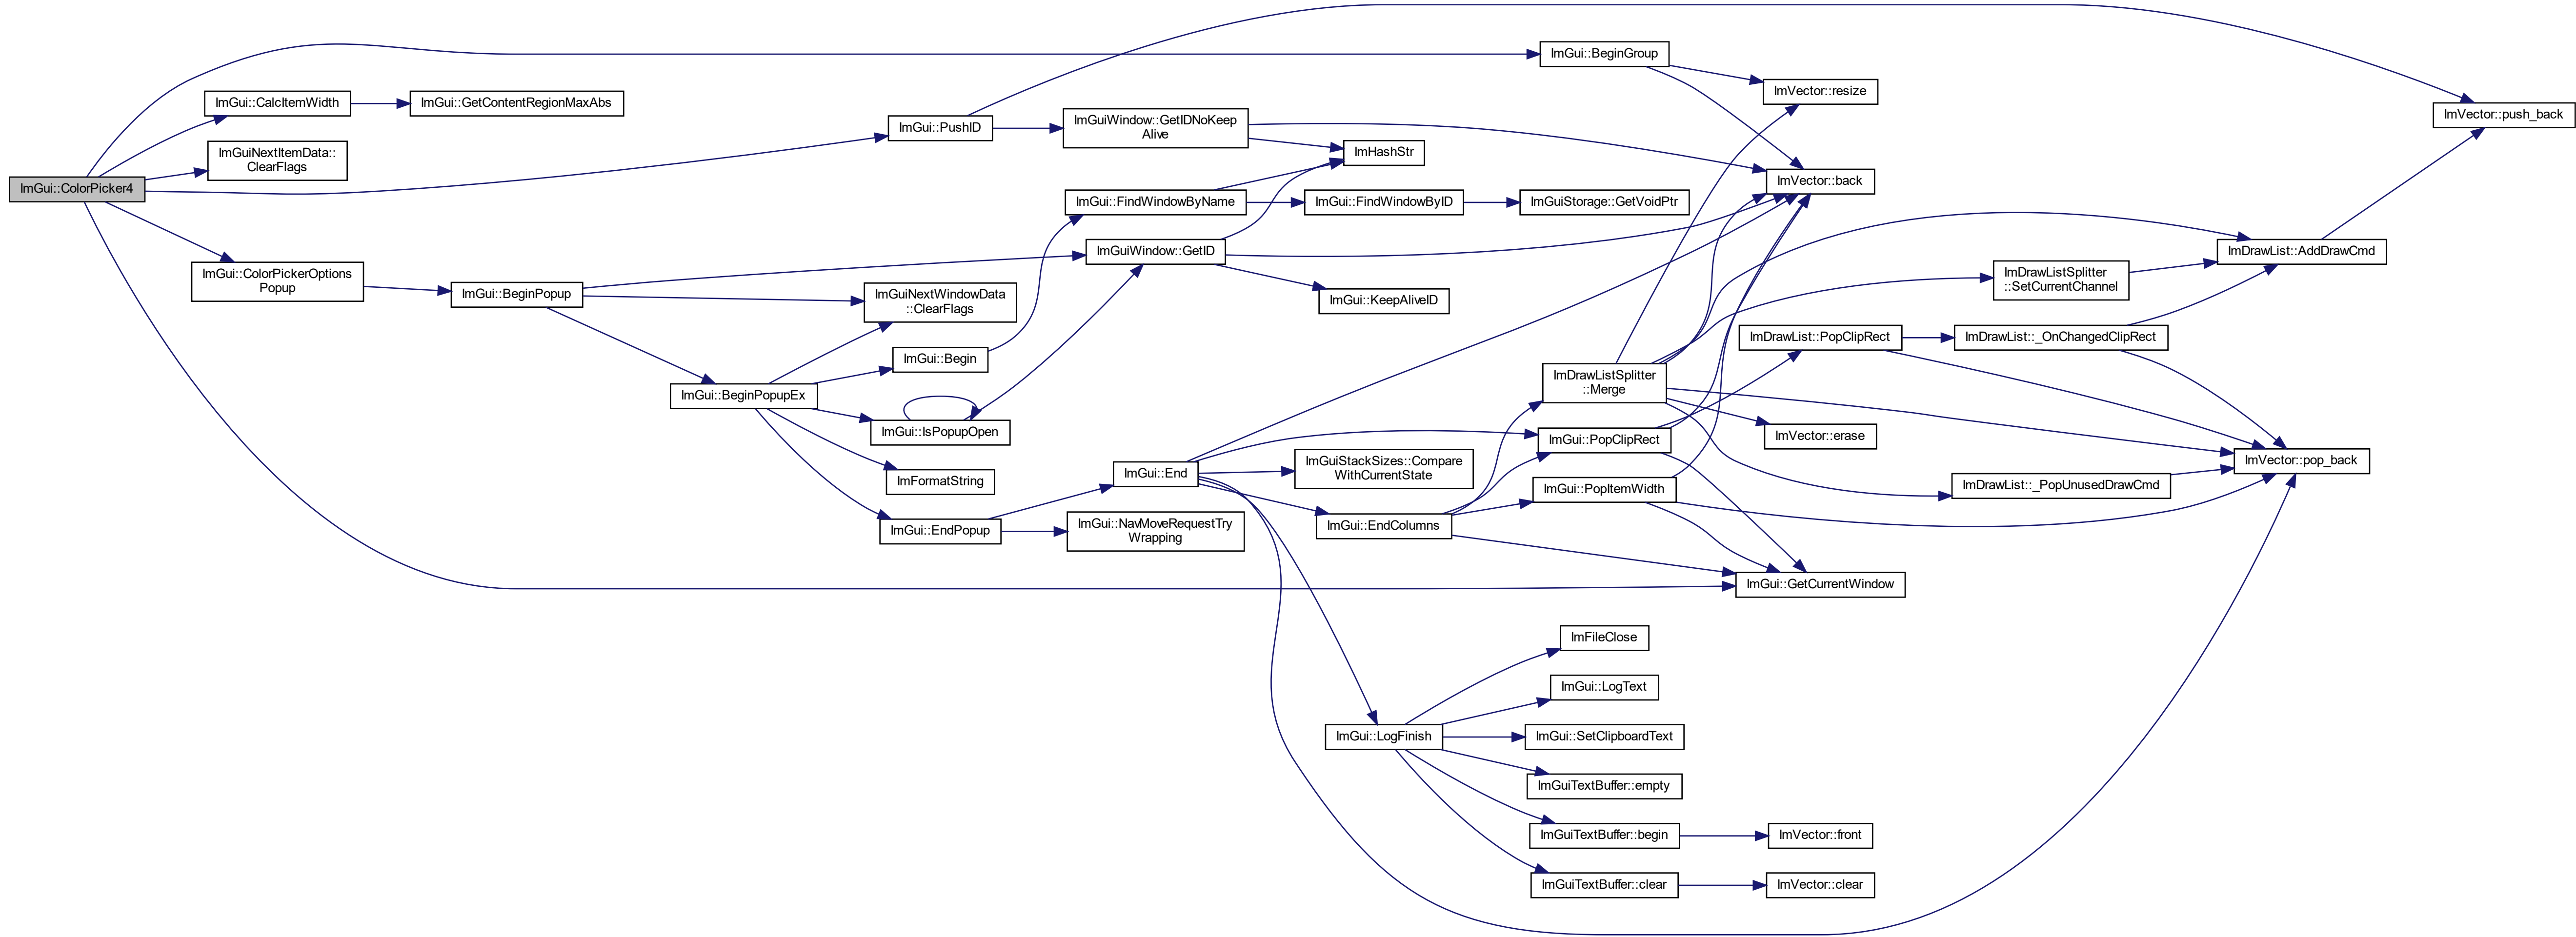 ImGui::ColorPicker4
ImGui::CalcItemWidth
ImGui::GetContentRegionMaxAbs
ImGuiNextItemData::
ClearFlags
ImGui::ColorPickerOptions
Popup
ImGui::BeginPopup
ImGui::BeginPopupEx
ImGui::PushID
ImGuiNextWindowData
::ClearFlags
ImGui::Begin
ImGui::IsPopupOpen
ImFormatString
ImGui::EndPopup
ImGuiWindow::GetIDNoKeep
Alive
ImGui::FindWindowByName
ImGuiWindow::GetID
ImGui::End
ImGui::NavMoveRequestTry
Wrapping
ImHashStr
ImGui::FindWindowByID
ImGui::KeepAliveID
ImGuiStackSizes::Compare
WithCurrentState
ImGui::EndColumns
ImGui::LogFinish
ImGui::BeginGroup
ImGuiStorage::GetVoidPtr
ImDrawListSplitter
::Merge
ImGui::PopClipRect
ImGui::PopItemWidth
ImFileClose
ImGui::LogText
ImGui::SetClipboardText
ImGuiTextBuffer::empty
ImGuiTextBuffer::begin
ImGuiTextBuffer::clear
ImVector::resize
ImVector::back
ImDrawList::PopClipRect
ImVector::erase
ImGui::GetCurrentWindow
ImVector::front
ImVector::clear
ImDrawListSplitter
::SetCurrentChannel
ImDrawList::_OnChangedClipRect
ImDrawList::_PopUnusedDrawCmd
ImDrawList::AddDrawCmd
ImVector::pop_back
ImVector::push_back